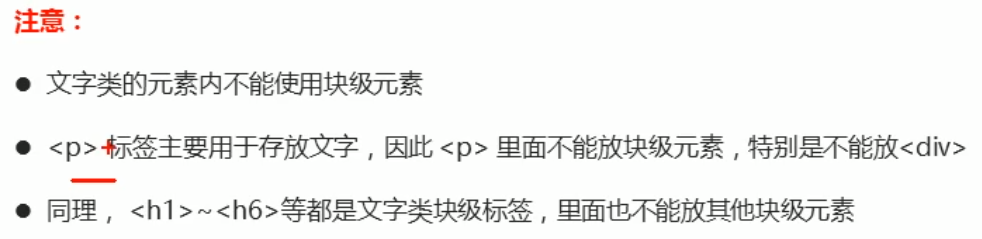 注意：
● 文字类的元素内不能使用块级元素
● <p> 标签主要用于存放文字，因此 <p> 里面不能放块级元素，特别是不能放<div>
● 同理， <h1>~<h6>等都是文字类块级标签，里面也不能放其他块级元素